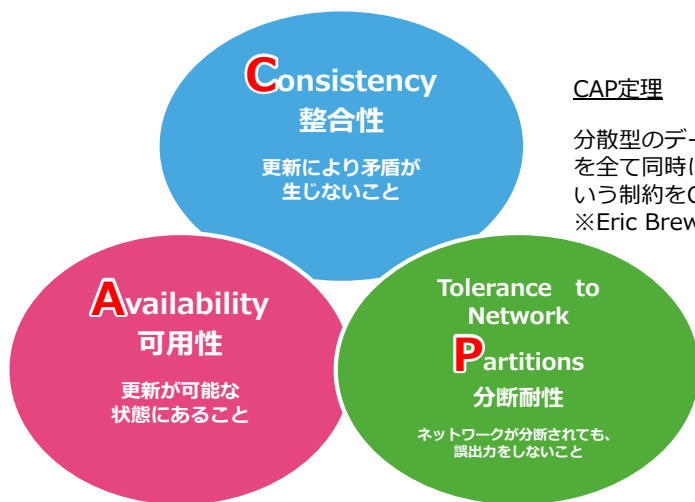 Consistency
整合性
更新により矛盾が
生じないこと
CAP定理
分散型のデー
を全て同時に
いう制約をC
※Eric Brew
Availability
可用性
更新が可能な
状態にあること
Tolerance to
Network
Partitions
分断耐性
ネットワークが分断されても、
誤出力をしないこと